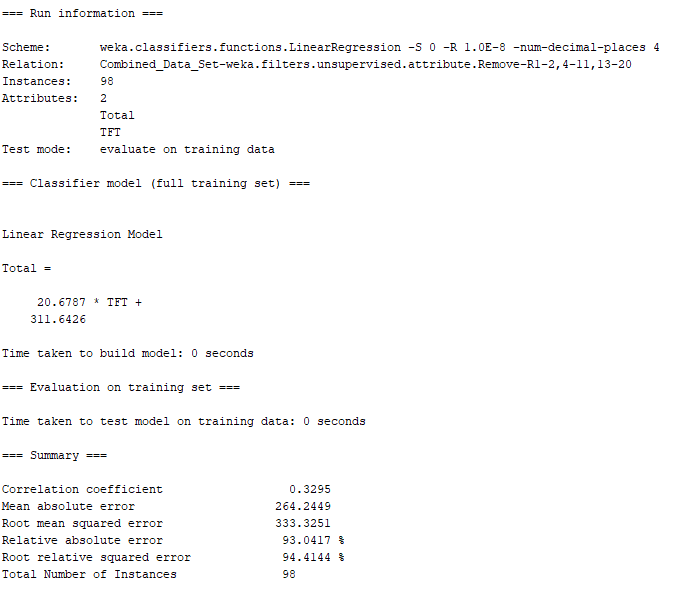 === Run information ===
Scheme: weka.classifiers.functions.LinearRegression -S 0 -R 1.0E-8 -num-decimal-places 4
Relation: Combined_Data_Set-weka.filters.unsupervised.attribute.Remove-R1-2,4-11,13-20
Instances: 98
Attributes: 2
Total
TFT
Test mode: evaluate on training data
=== Classifier model (full training set) ===
Linear Regression Model
Total =
20.6787 * TFT +
311.6426
Time taken to build model: 0 seconds
=== Evaluation on training set ===
Time taken to test model on training data: 0 seconds
=== Summary ===
Correlation coefficient 0.3295
Mean absolute error 264.2449
Root mean squared error 333.3251
Relative absolute error 93.0417 %
Root relative squared error 94.4144 %
Total Number of Instances 98